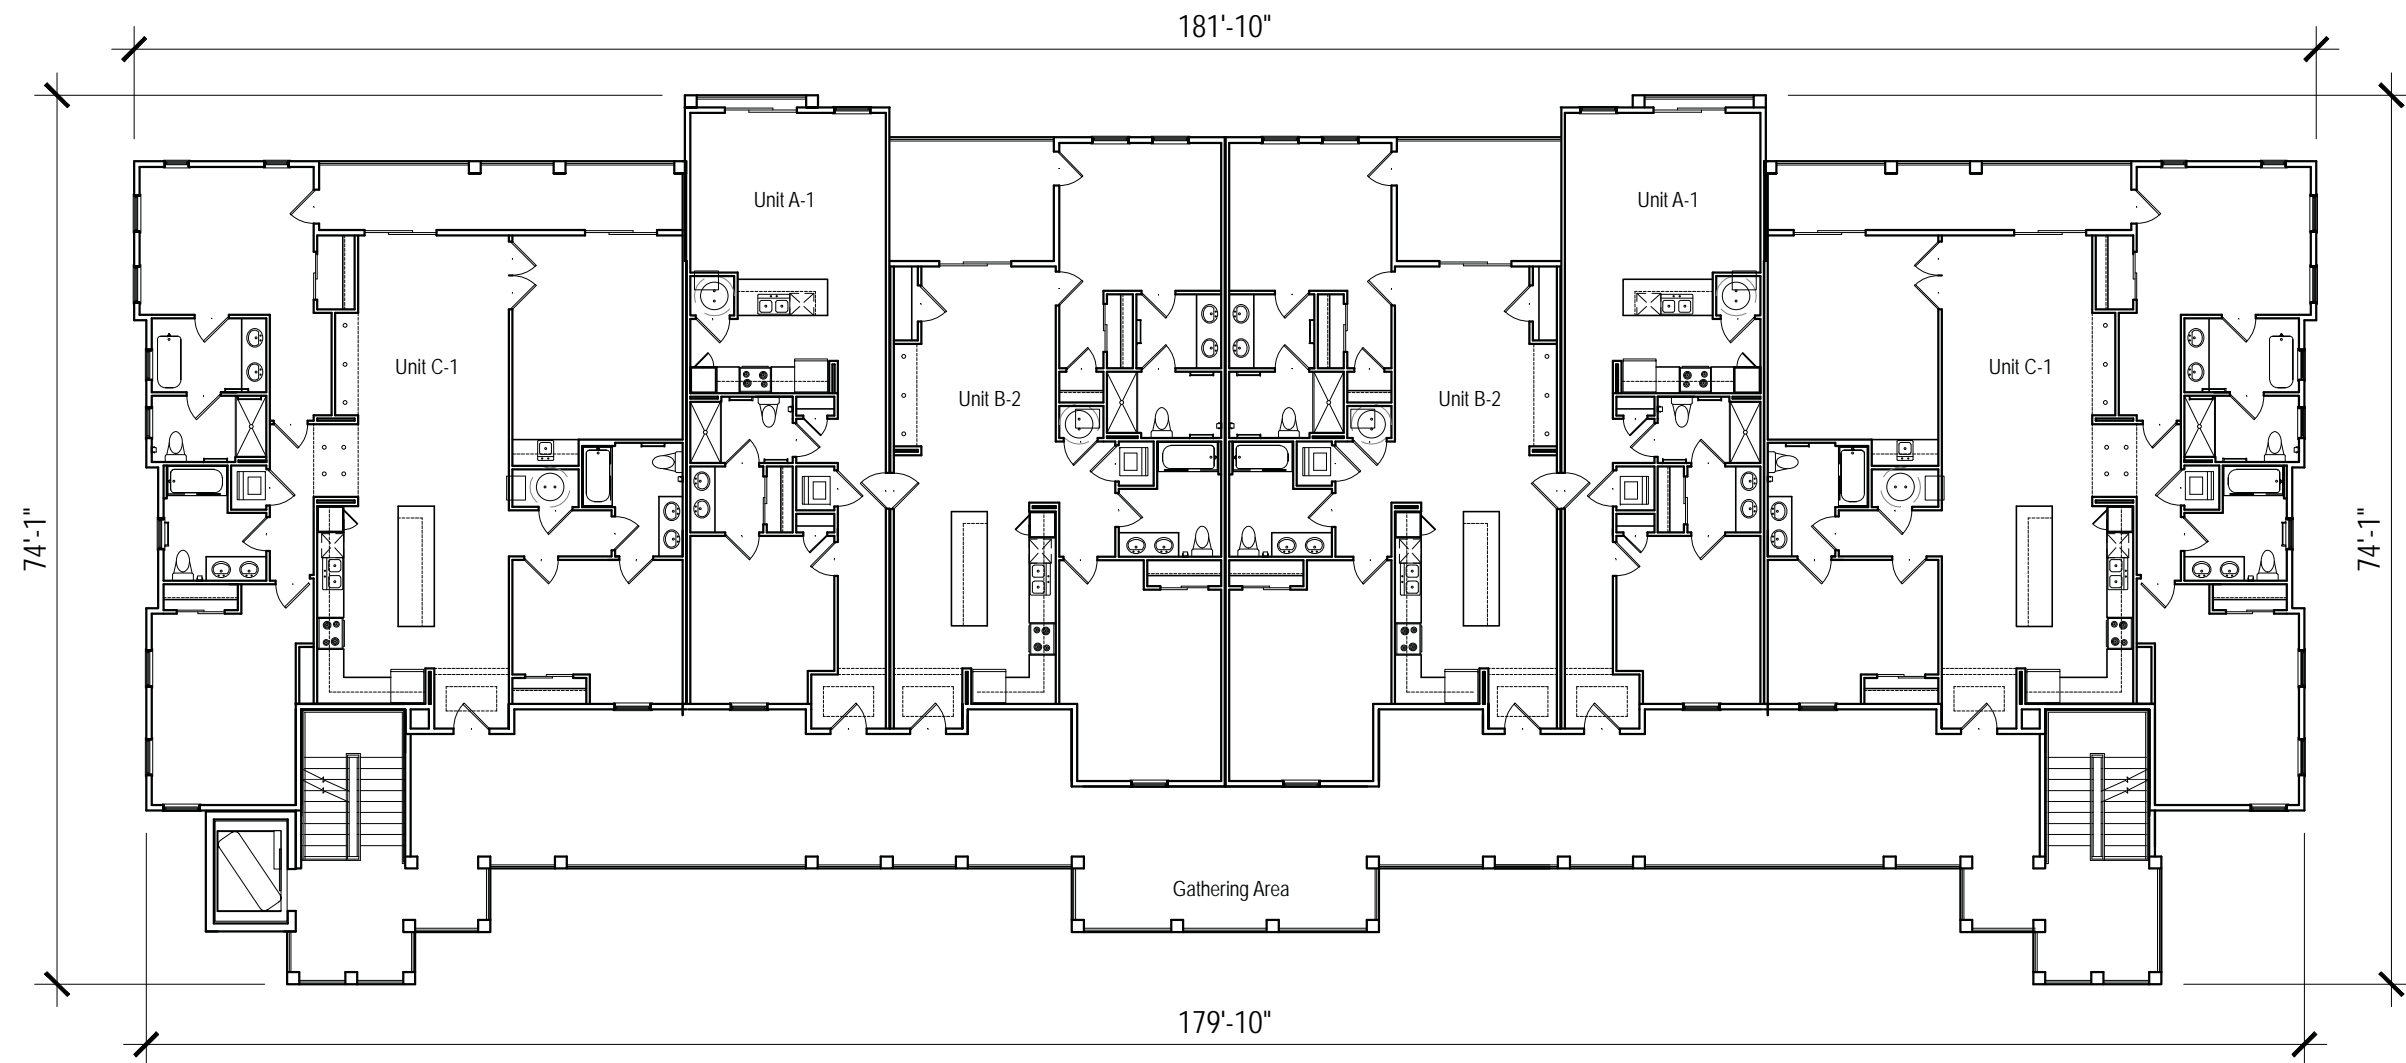 181'-10"
Unit A-1
Unit A-1
Unit C-1
Unit C-1
Unit B-2
Unit B-2
74'-1"
74'-1"
Gathering Area
179'-10"